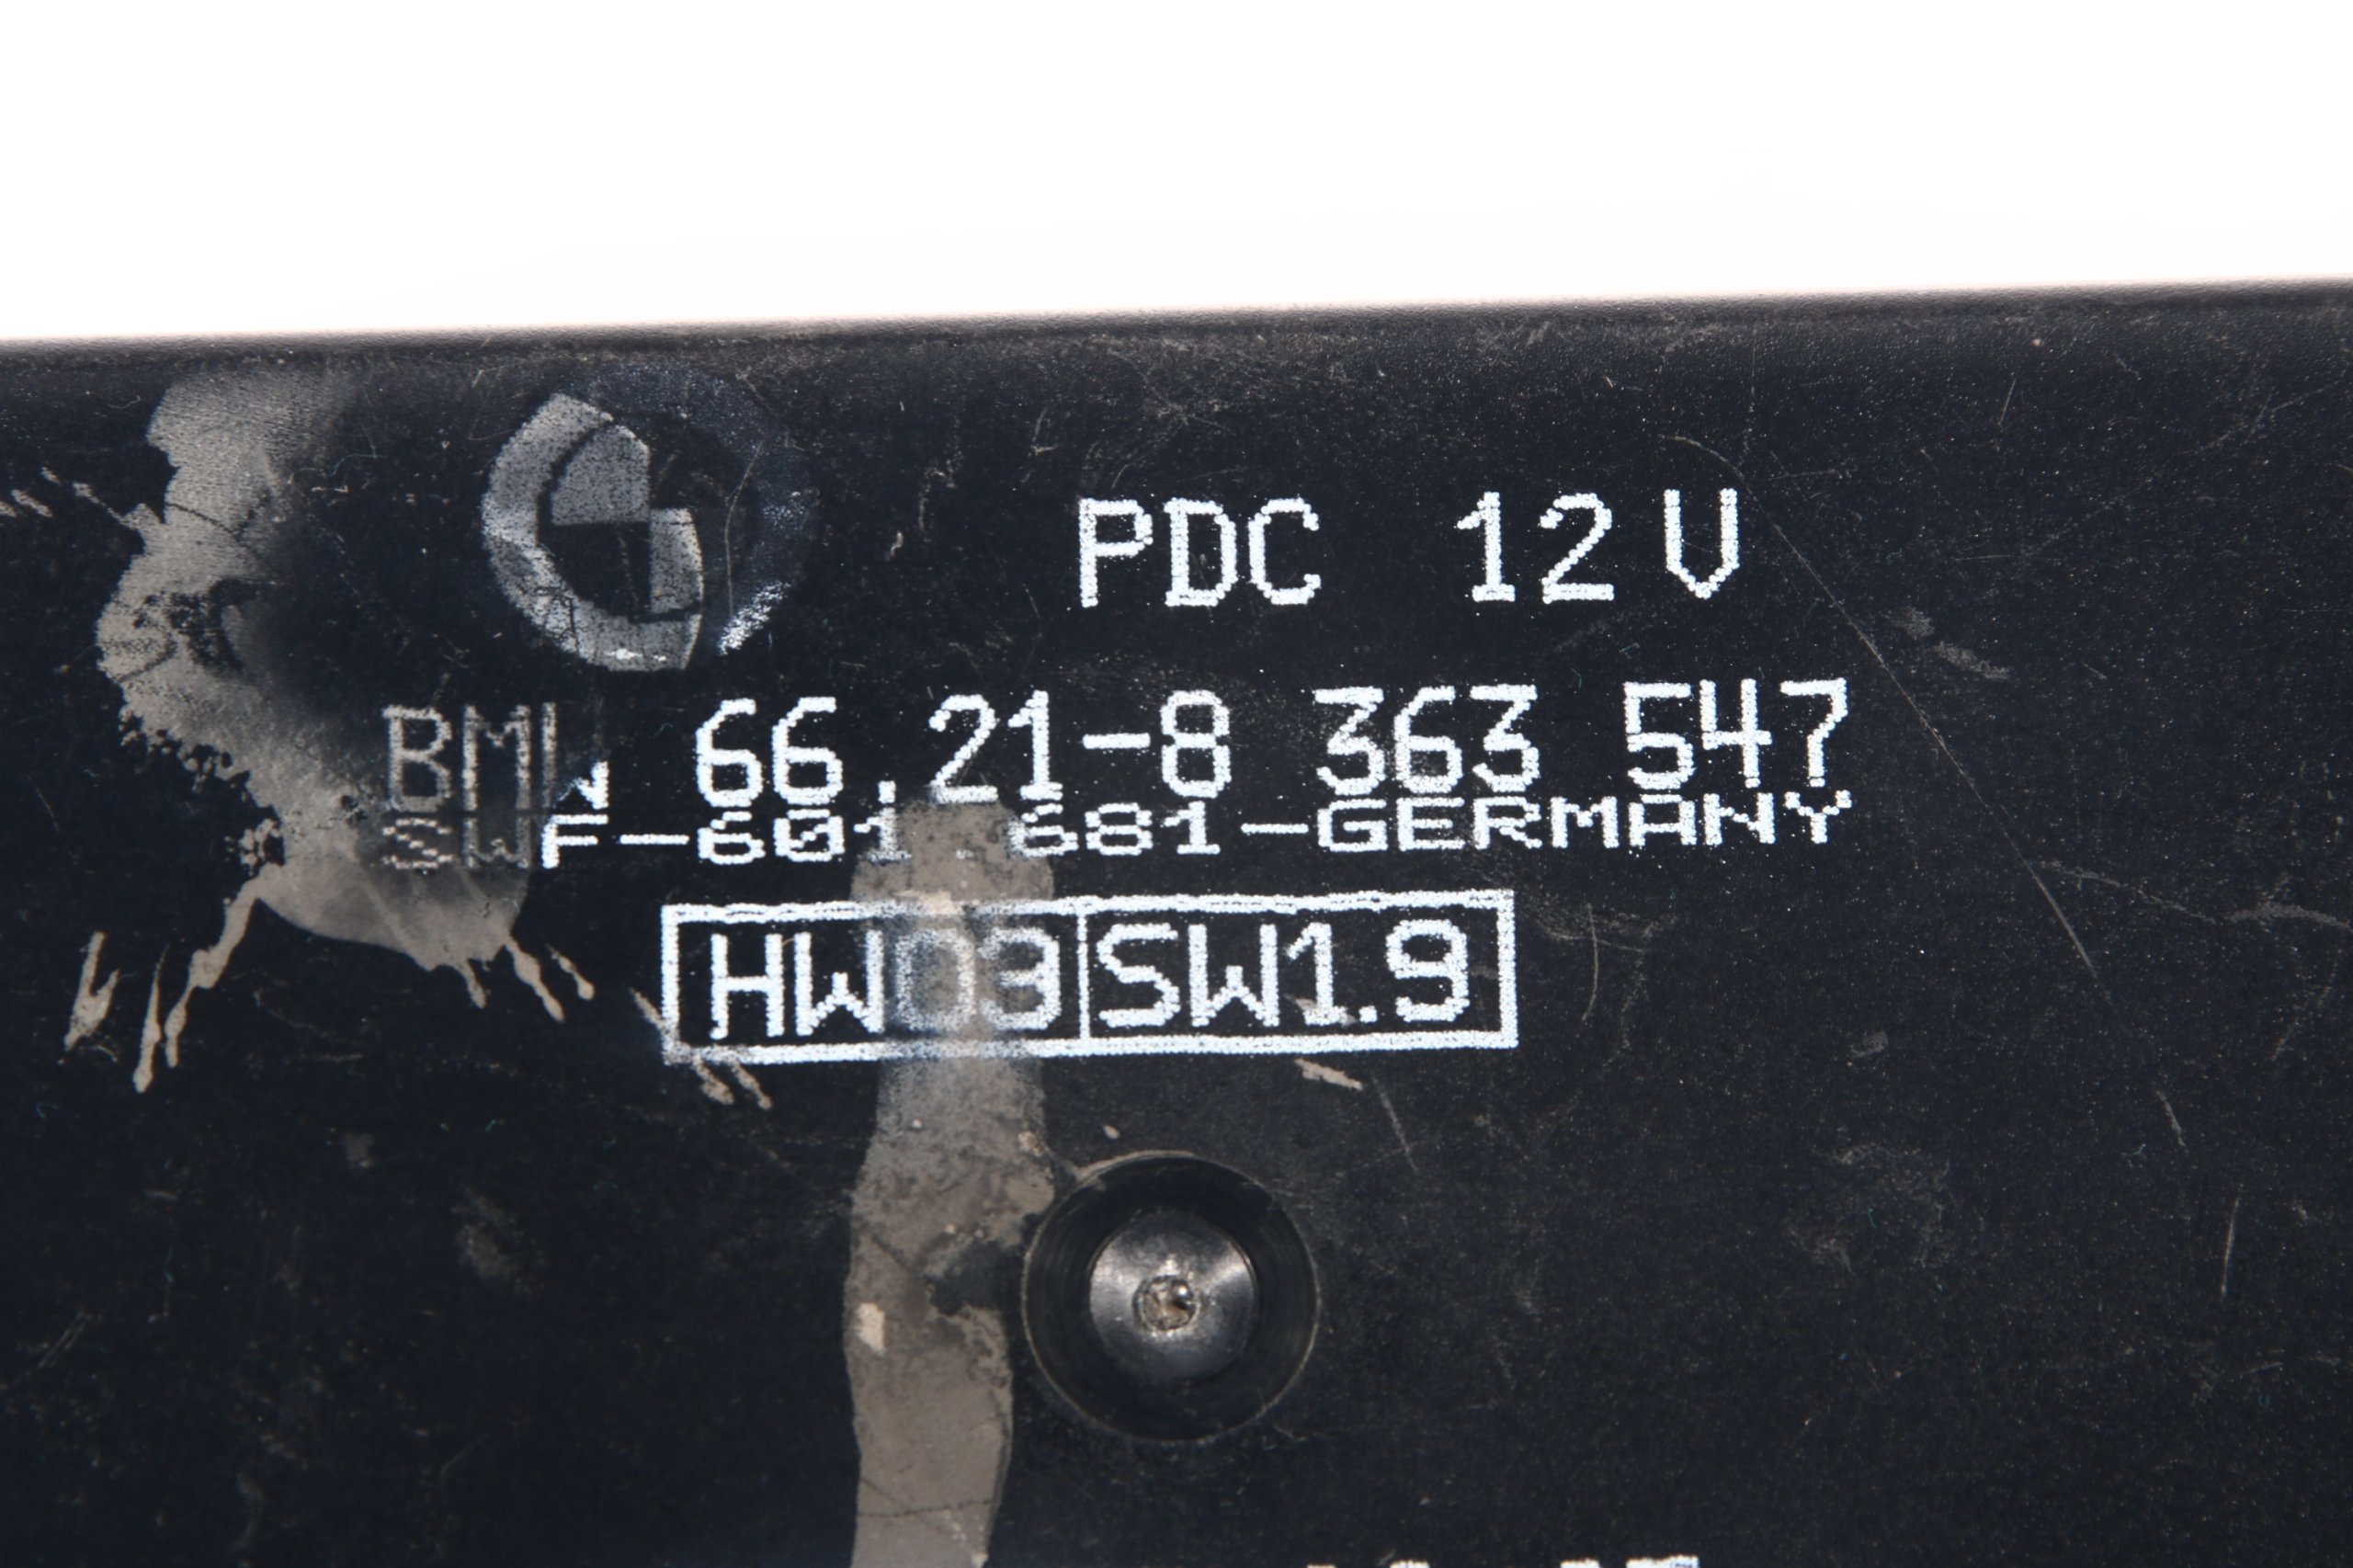 PDC 12V
BMW 66.21-8 363 547
SWF-601.681-GERMANY
HW03 SW1.9